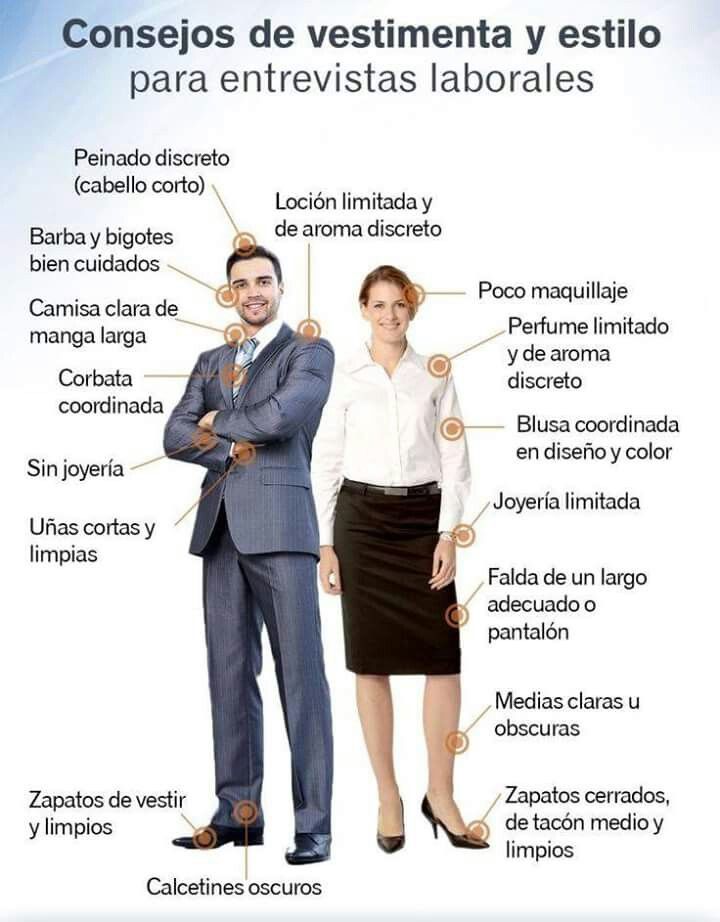 Consejos de vestimenta y estilo
para entrevistas laborales
Peinado discreto
(cabello corto)
Loción limitada y
de aroma discreto
Barba y bigotes
bien cuidados
Camisa clara de
manga larga
Corbata
coordinada
Sin joyería
Uñas cortas y
limpias
Zapatos de vestir
y limpios
Calcetines oscuros
Poco maquillaje
Perfume limitado
y de aroma
discreto
Blusa coordinada
en diseño y color
Joyería limitada
Falda de un largo
adecuado o
pantalón
Medias claras u
obscuras
Zapatos cerrados,
de tacón medio y
limpios